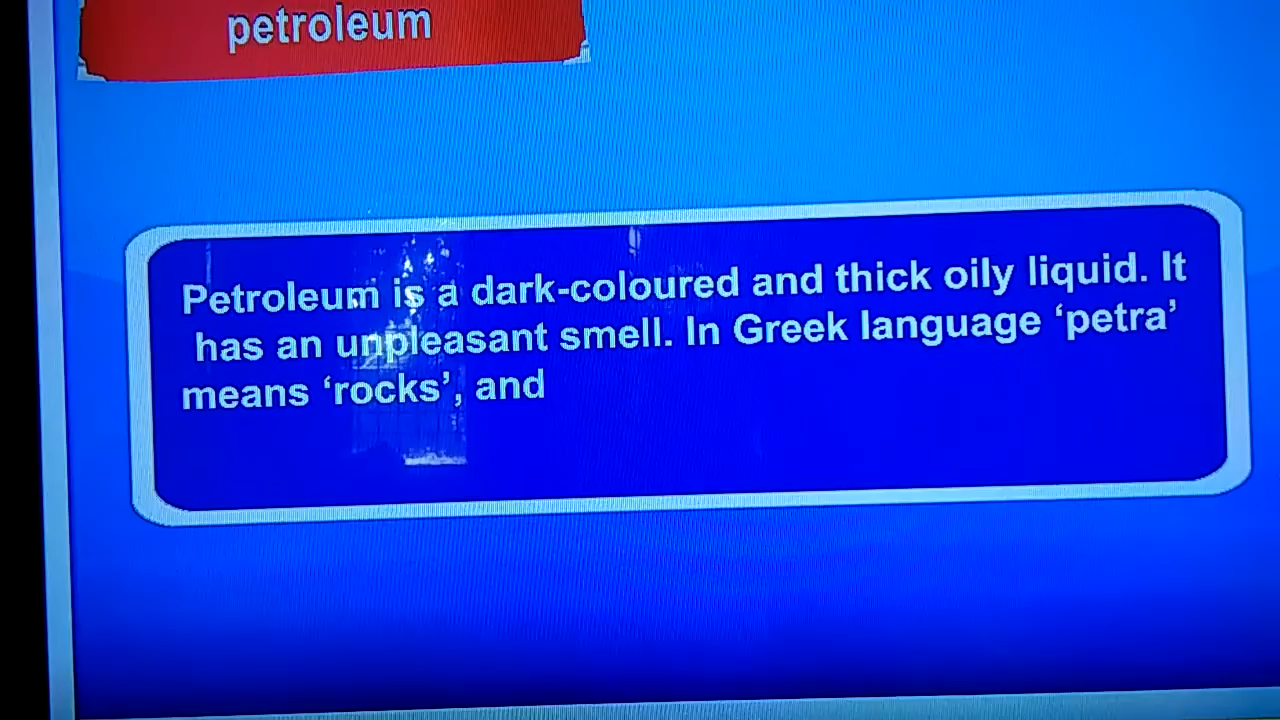 petroleum
Petroleum is a dark-coloured and thick oily liquid. It
has an unpleasant smell. In Greek language ‘petra’
means ‘rocks’, and